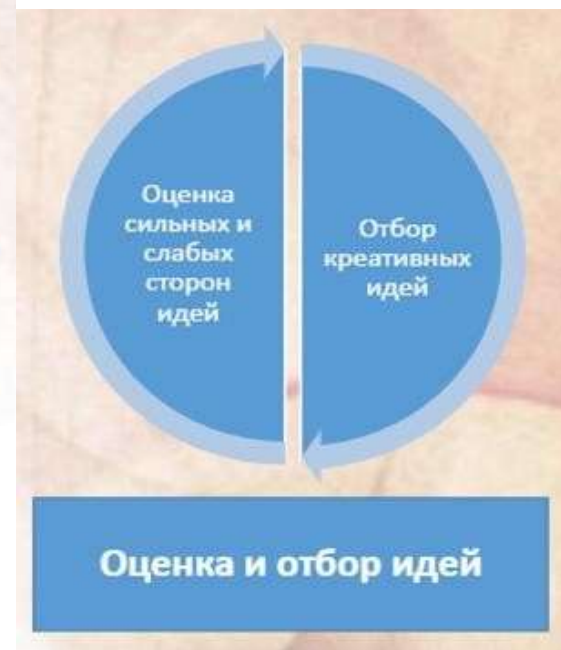 Оценка
сильных и
слабых
сторон
идей
Отбор
креативных
идей
Оценка и отбор идей